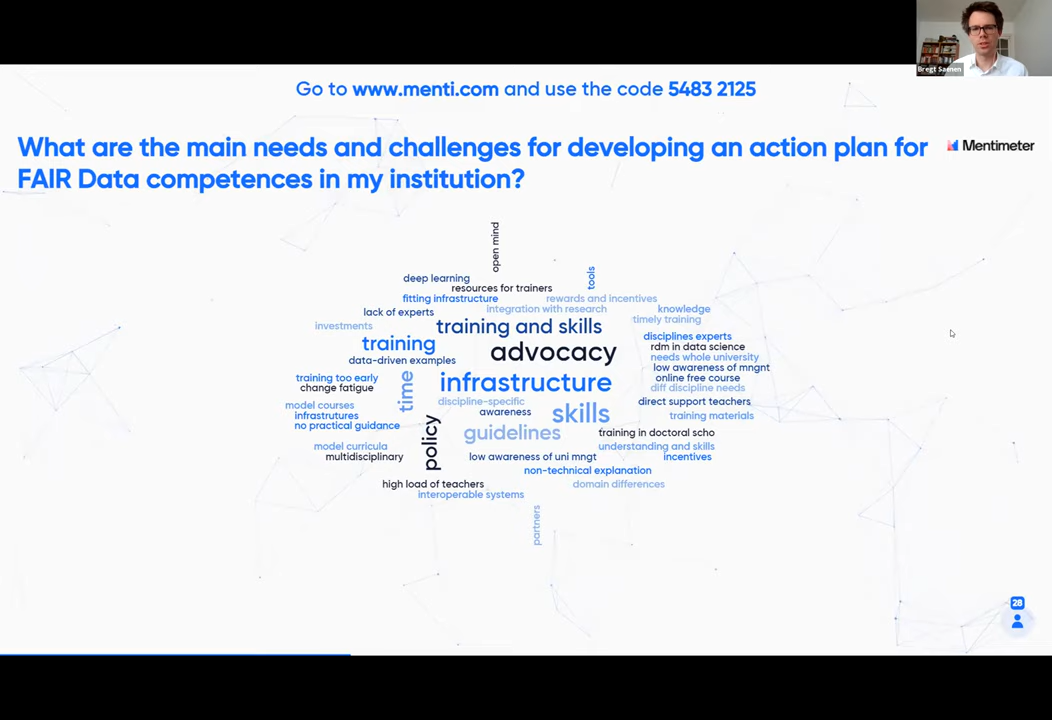 Bregt Saenen
Go to www.menti.com and use the code 5483 2125
What are the main needs and challenges for developing an action plan for
FAIR Data competences in my institution?
Mentimeter
open mind
deep learning
tools
resources for trainers
fitting infrastructure
rewards and incentives
lack of experts
integration with research
knowledge
timely training
investments
training and skills
disciplines experts
training
rdm in data science
advocacy
needs whole university
data-driven examples
low awareness of mngnt
training too early
time
infrastructure
online free course
change fatigue
diff discipline needs
model courses
discipline-specific
direct support teachers
infrastrutures
awareness
skills
training materials
no practical guidance
policy
guidelines
training in doctoral scho
model curricula
understanding and skills
multidisciplinary
low awareness of uni mngt
incentives
non-technical explanation
high load of teachers
domain differences
interoperable systems
partners
28